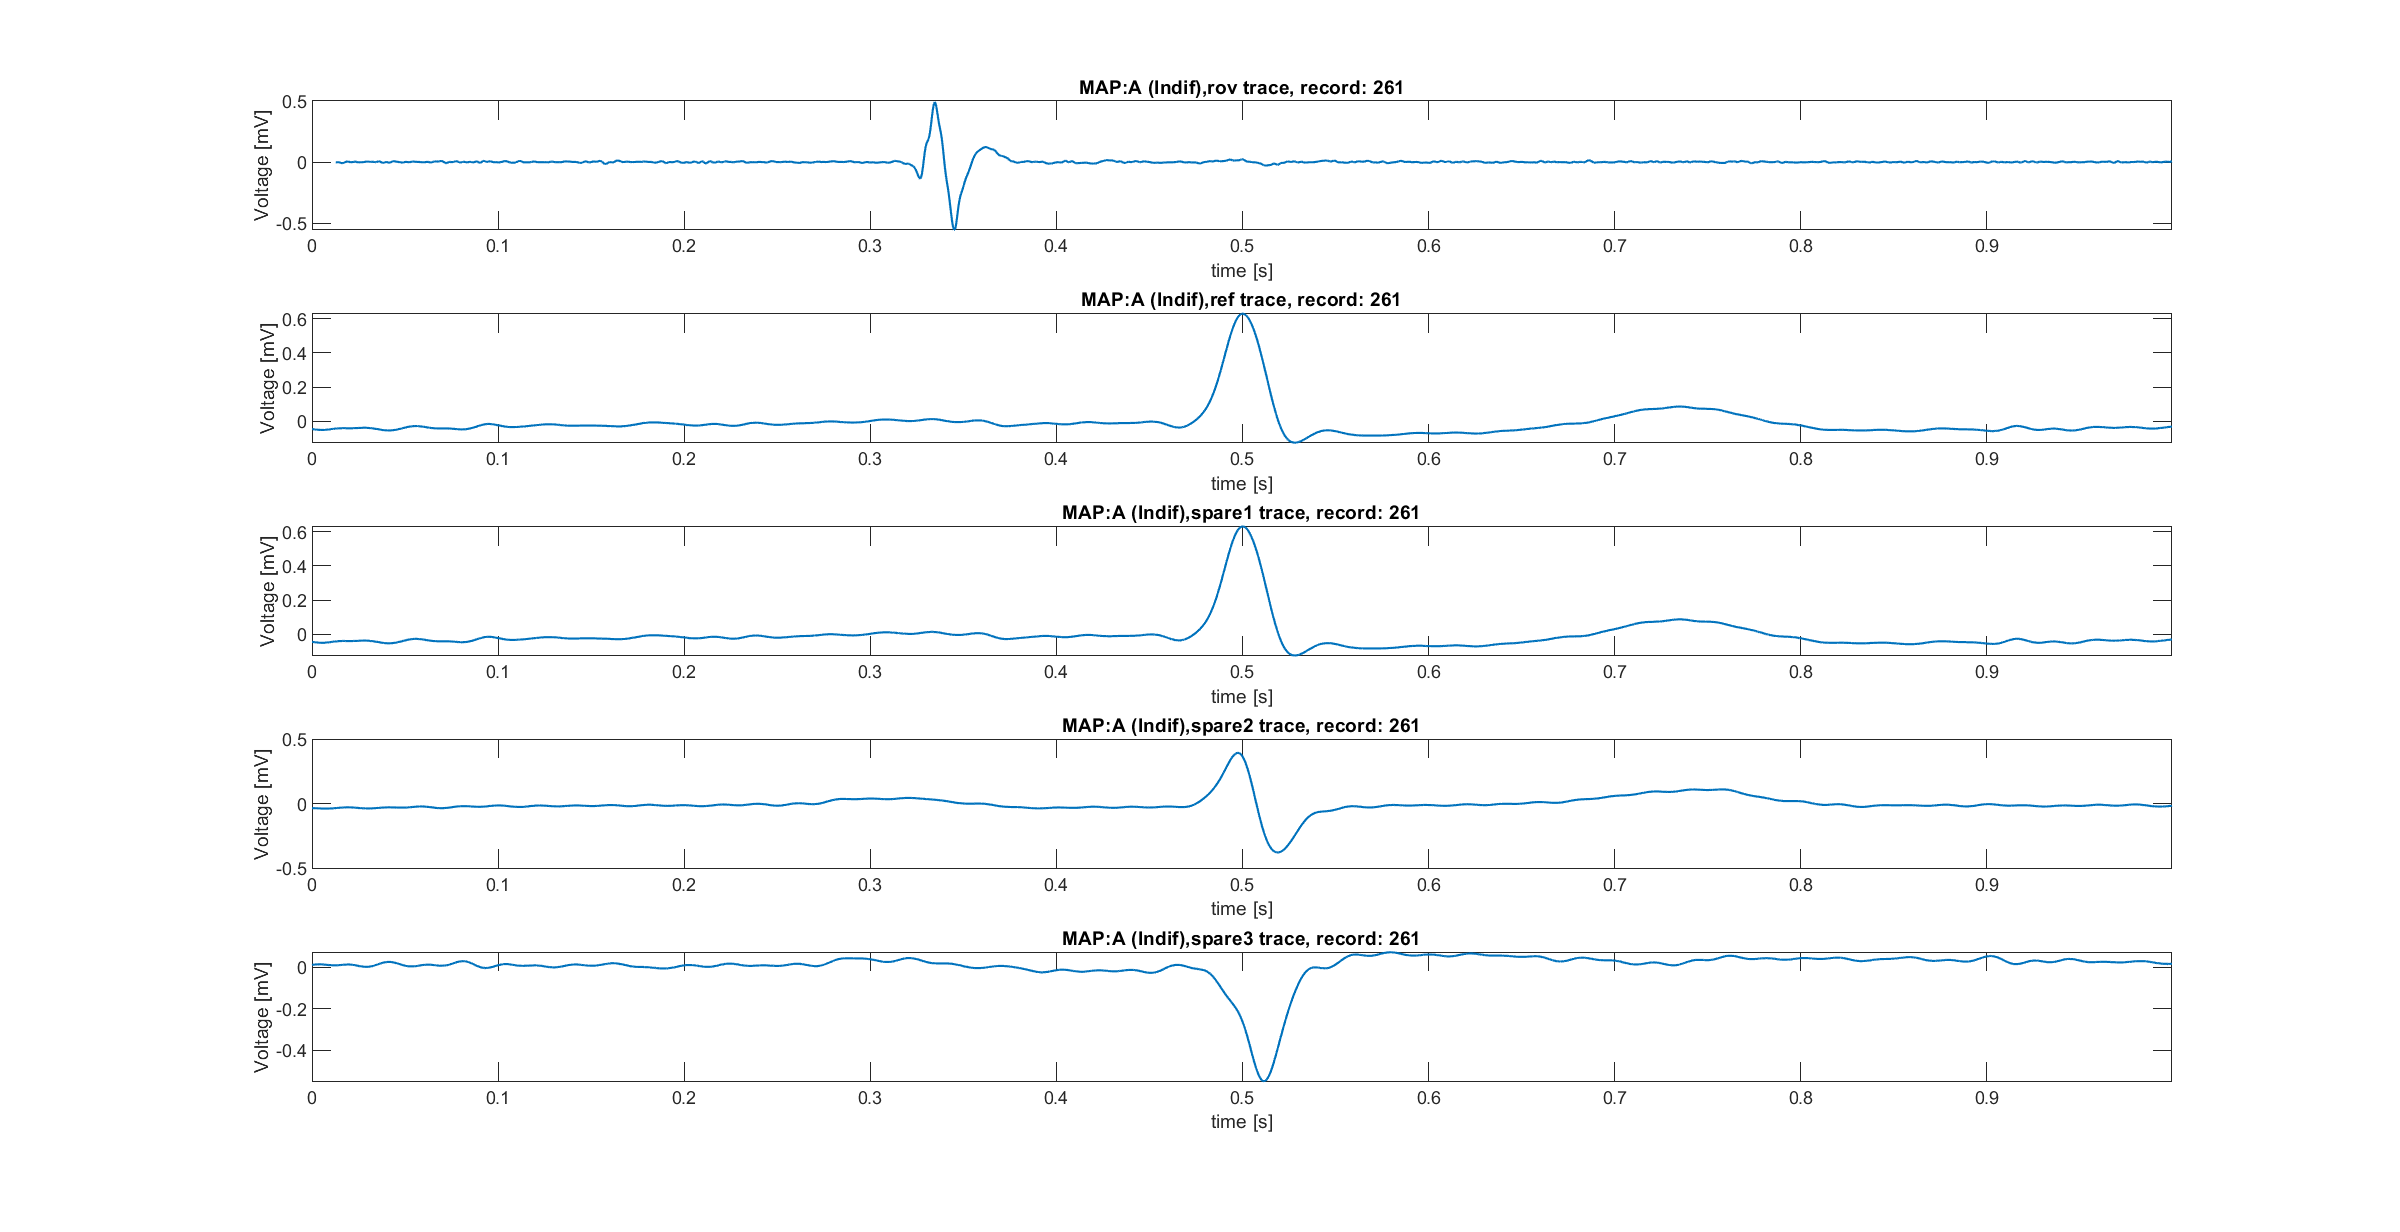 MAP:A (Indif),rov trace, record: 261
Voltage [mV]
0.5
0
-0.5
0 0.1 0.2 0.3 0.4 0.5 0.6 0.7 0.8 0.9
time [s]
MAP:A (Indif),ref trace, record: 261
Voltage [mV]
0.6
0.4
0.2
0
0 0.1 0.2 0.3 0.4 0.5 0.6 0.7 0.8 0.9
time [s]
MAP:A (Indif),spare1 trace, record: 261
Voltage [mV]
0.6
0.4
0.2
0
0 0.1 0.2 0.3 0.4 0.5 0.6 0.7 0.8 0.9
time [s]
MAP:A (Indif),spare2 trace, record: 261
Voltage [mV]
0.5
0
-0.5
0 0.1 0.2 0.3 0.4 0.5 0.6 0.7 0.8 0.9
time [s]
MAP:A (Indif),spare3 trace, record: 261
Voltage [mV]
0
-0.2
-0.4
0 0.1 0.2 0.3 0.4 0.5 0.6 0.7 0.8 0.9
time [s]